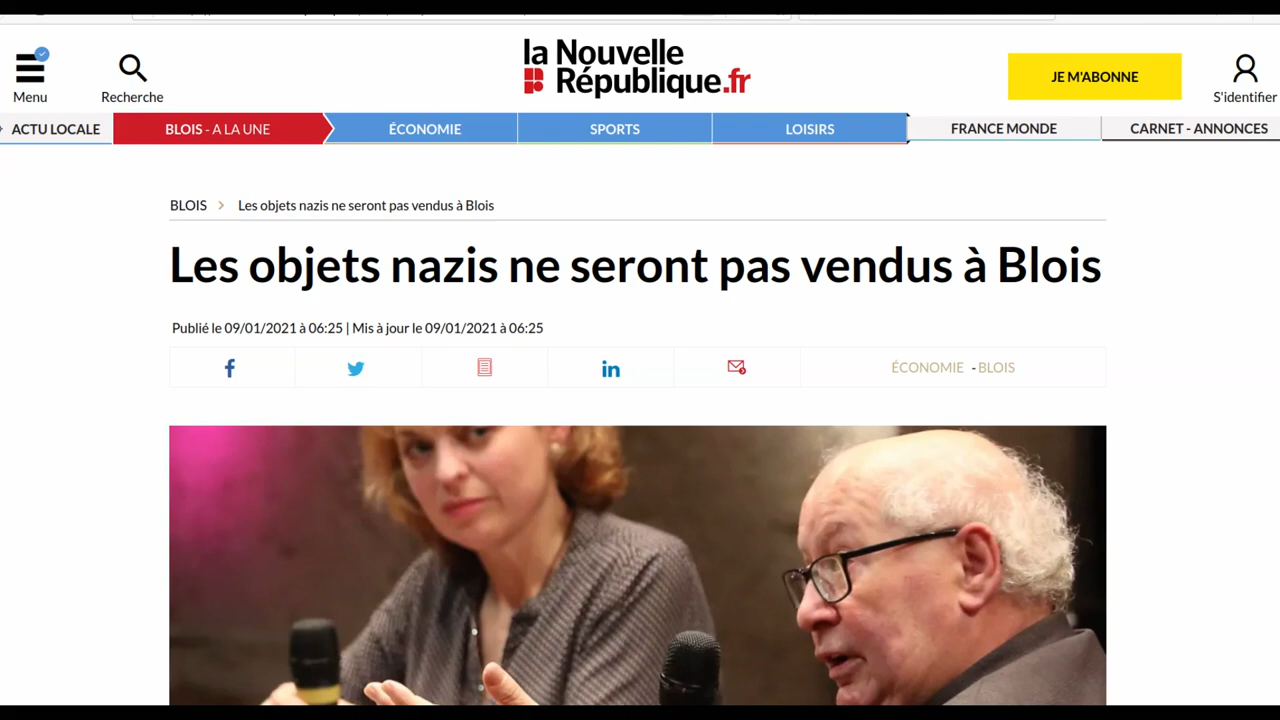 la Nouvelle
République.fr
JE M'ABONNE
Menu
Recherche
S'identifier
ACTU LOCALE
BLOIS - A LA UNE
ÉCONOMIE
SPORTS
LOISIRS
FRANCE MONDE
CARNET - ANNONCES
BLOIS > Les objets nazis ne seront pas vendus à Blois
Les objets nazis ne seront pas vendus à Blois
Publié le 09/01/2021 à 06:25 | Mis à jour le 09/01/2021 à 06:25
ÉCONOMIE - BLOIS